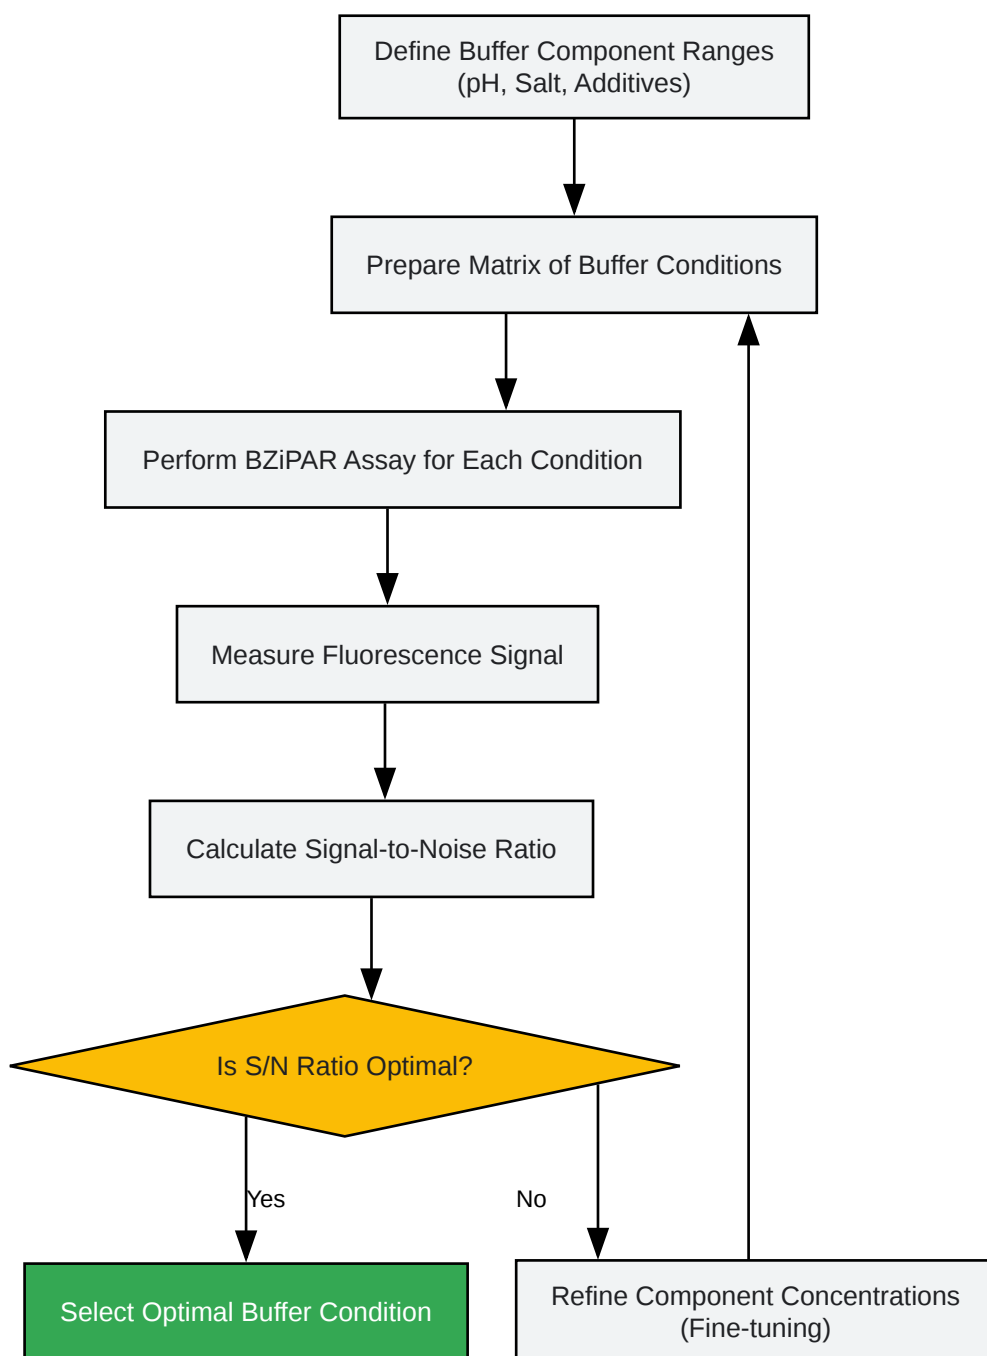 Define Buffer Component Ranges
(pH, Salt, Additives)
Prepare Matrix of Buffer Conditions
Perform BZiPAR Assay for Each Condition
Measure Fluorescence Signal
Calculate Signal-to-Noise Ratio
Is S/N Ratio Optimal?
Yes
No
Select Optimal Buffer Condition
Refine Component Concentrations
(Fine-tuning)